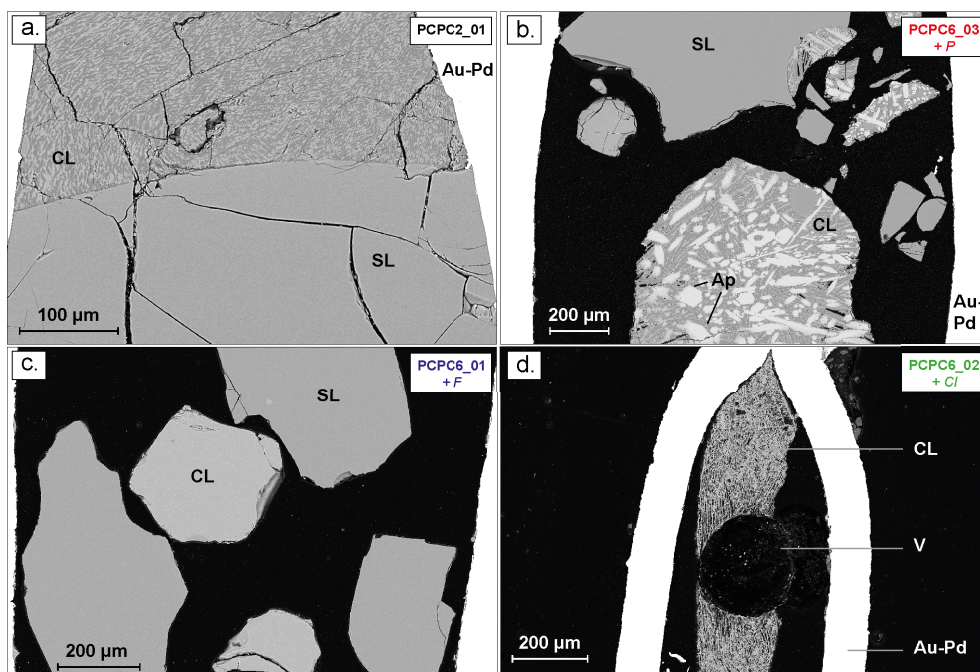 a.
PCPC2_01
Au-Pd
CL
SL
100 µm
b.
PCPC6_03
+ P
SL
CL
Ap
200 µm
Au-
Pd
c.
PCPC6_01
+ F
SL
CL
200 µm
d.
PCPC6_02
+ Cl
CL
V
200 µm
Au-Pd